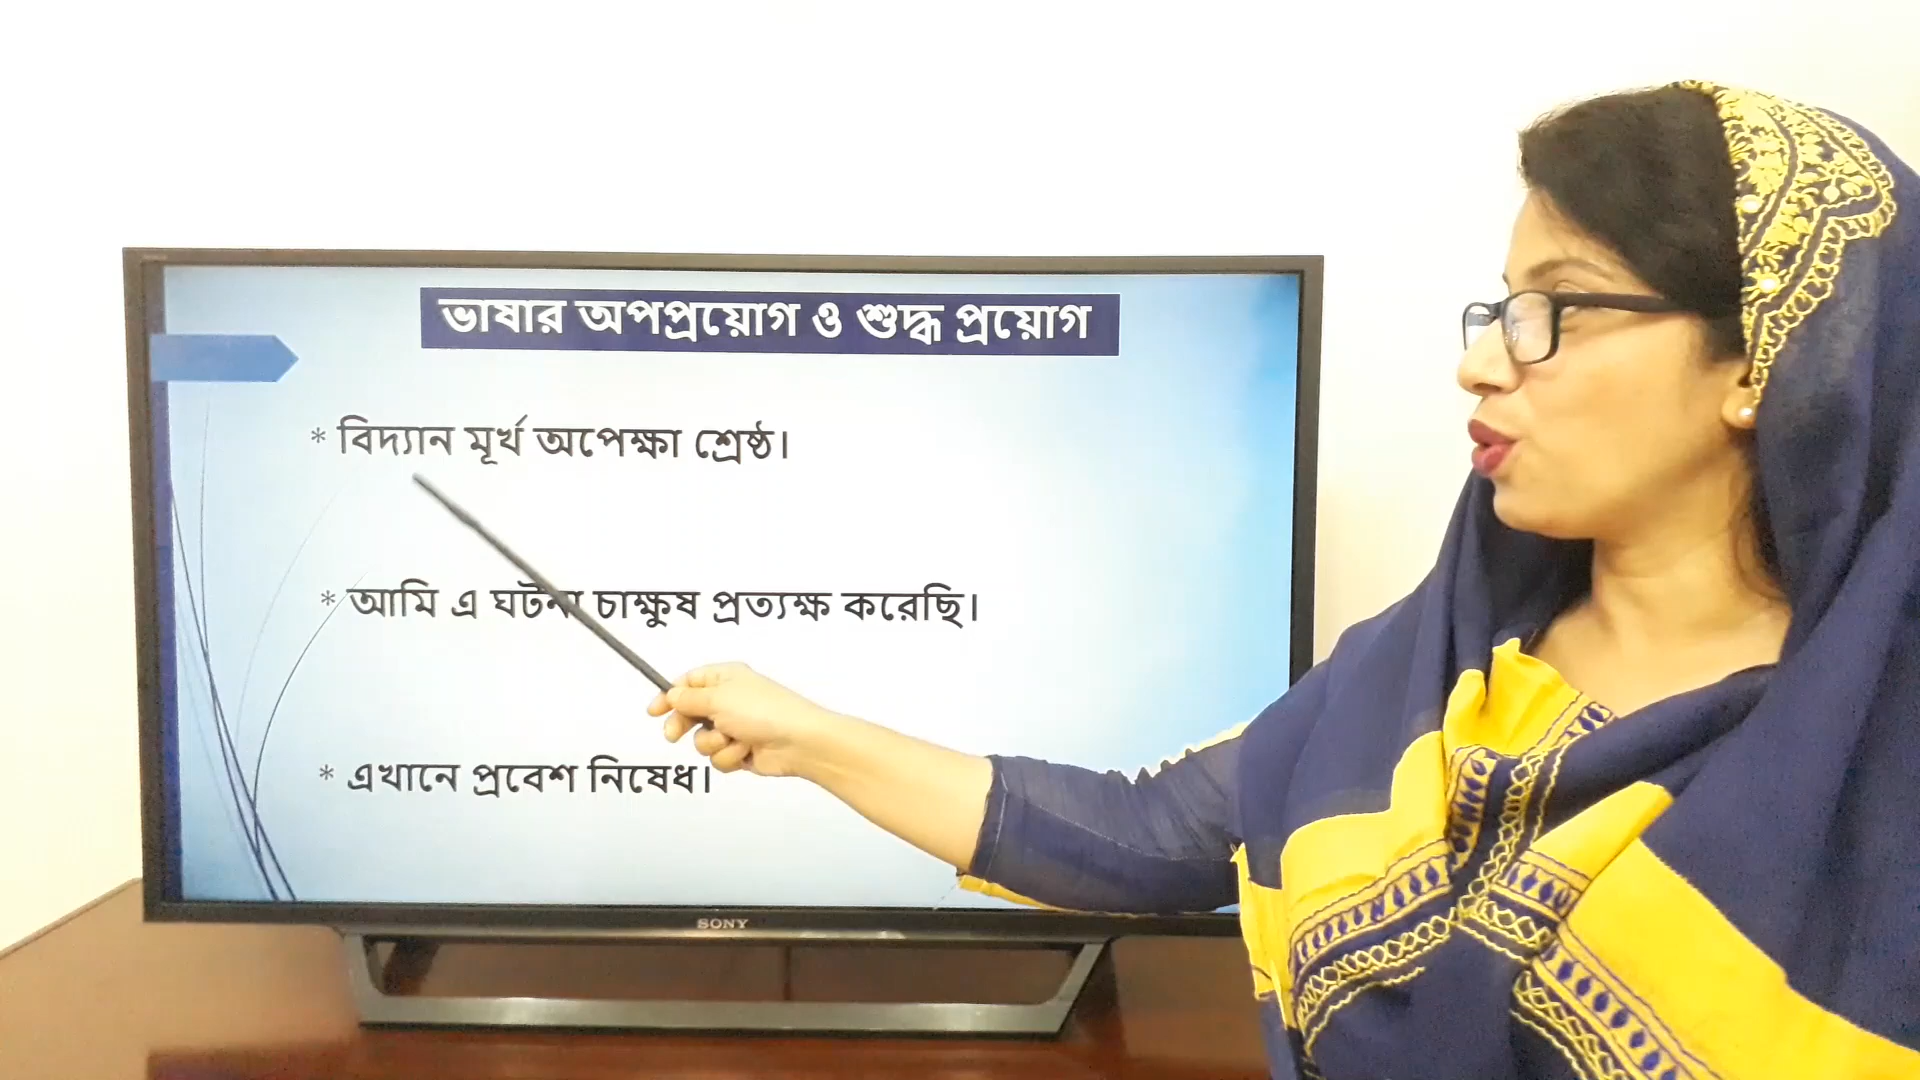 ভাষার অপপ্রয়োগ ও শুদ্ধ প্রয়োগ
* বিদ্যান মূর্খ অপেক্ষা শ্রেষ্ঠ।
* আমি এ ঘটনা চাক্ষুষ প্রত্যক্ষ করেছি।
* এখানে প্রবেশ নিষেধ।
SONY